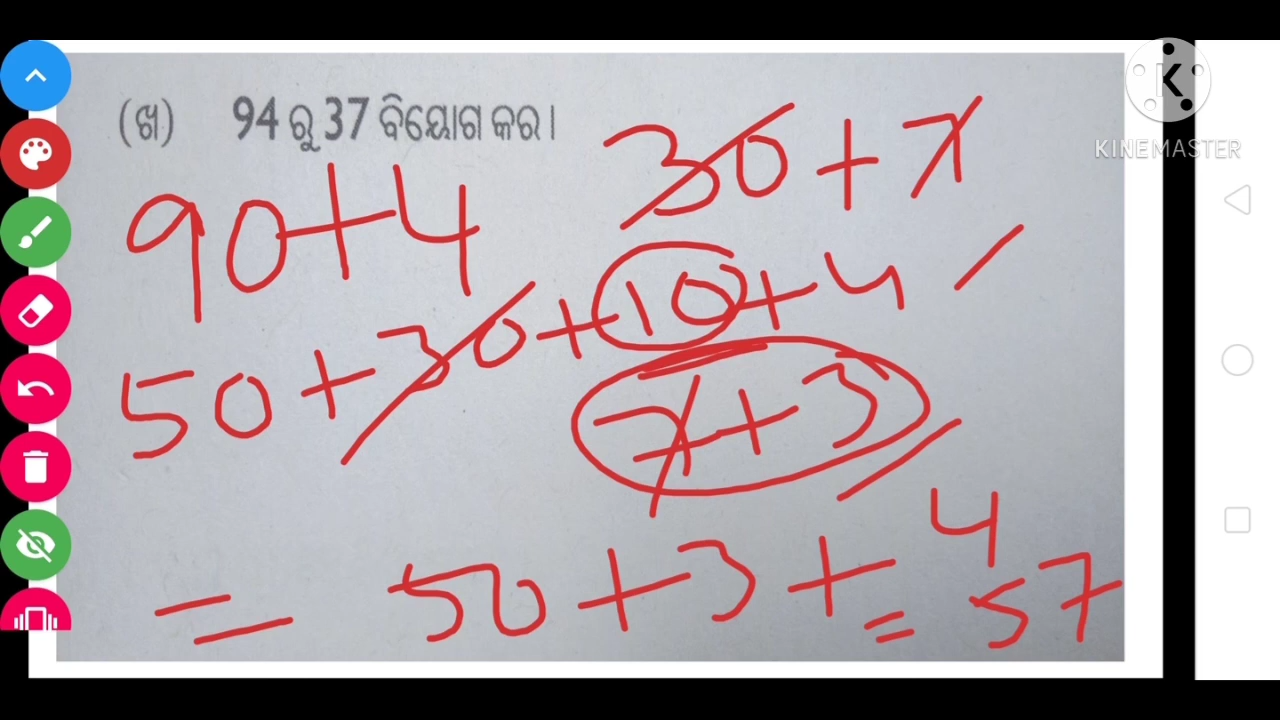 (ଖ) 94 ରୁ 37 ବିୟୋଗ କର।
30 + 7
KINEMASTER
90+4
50 + 30 + 10 + 4
7+3
= 50 + 3 + 4
= 57